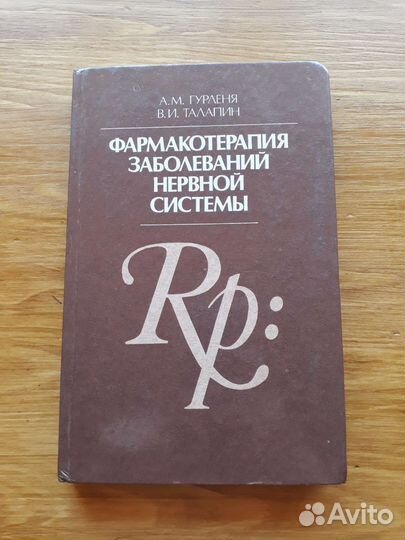 А.М. ГУРЛЕНЯ
В.И. ТАЛАПИН
ФАРМАКОТЕРАПИЯ
ЗАБОЛЕВАНИЙ
НЕРВНОЙ
СИСТЕМЫ
Rp:
Avito